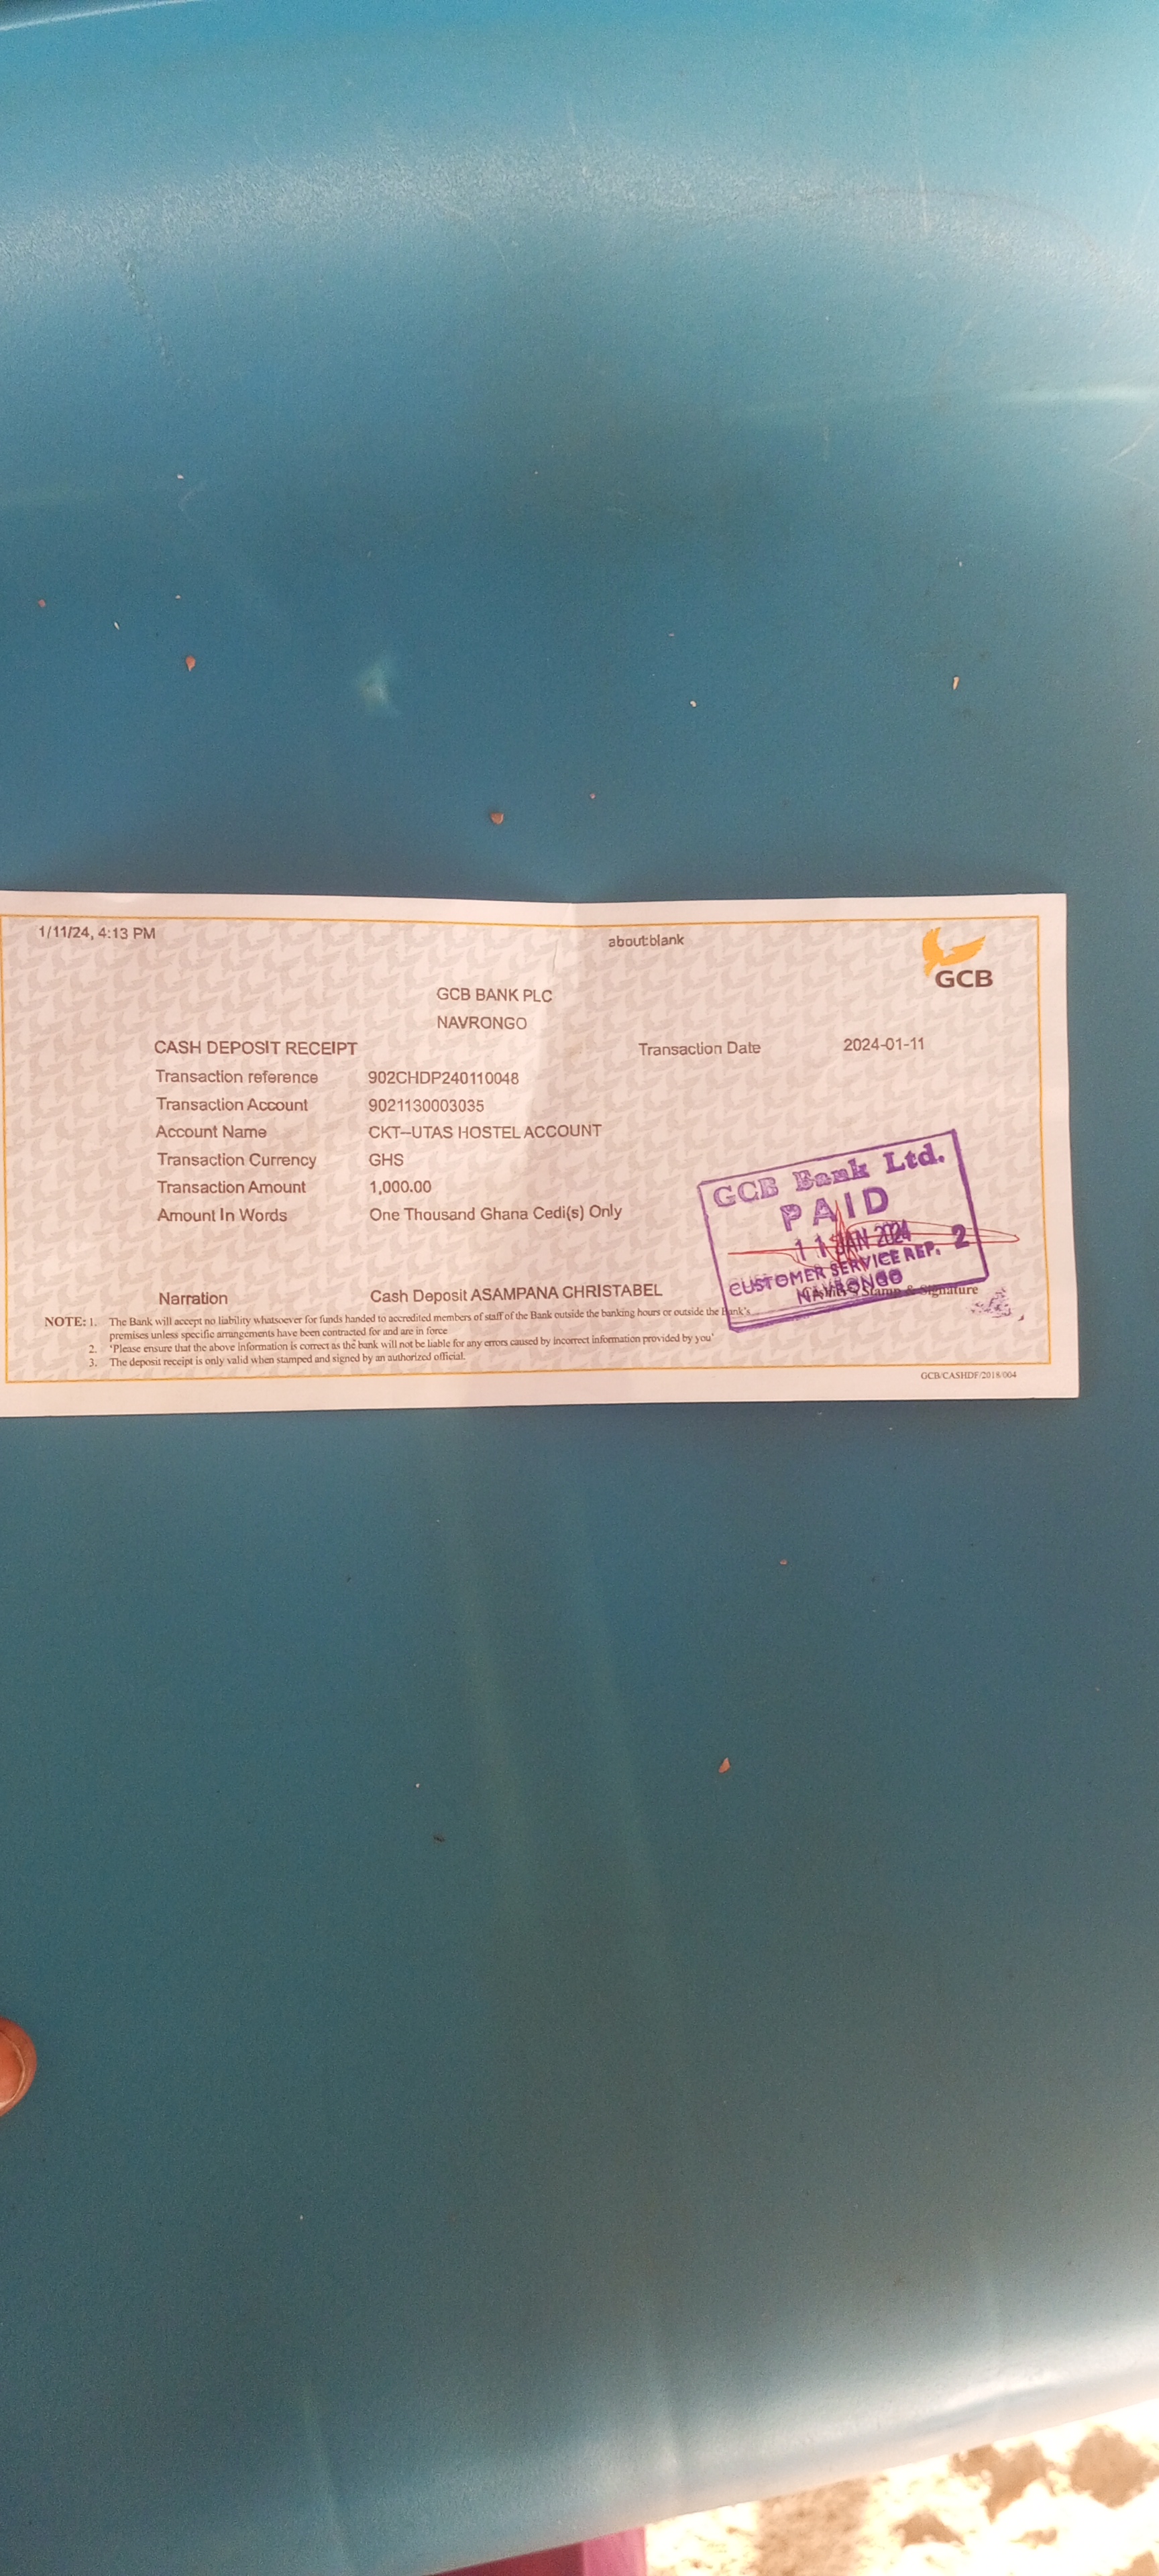 1/11/24, 4:13 PM
about:blank
GCB
GCB BANK PLC
NAVRONGO
CASH DEPOSIT RECEIPT
Transaction Date 2024-01-11
Transaction reference 902CHDP240110048
Transaction Account 9021130003035
Account Name CKT--UTAS HOSTEL ACCOUNT
Transaction Currency GHS
Transaction Amount 1,000.00
Amount In Words One Thousand Ghana Cedi(s) Only
GCB Bank Ltd.
PAID
11 JAN 2024
CUSTOMER SERVICE REP. 2
NAVRONGO
Narration Cash Deposit ASAMPANA CHRISTABEL
Stamp & Signature
NOTE: 1. The Bank will accept no liability whatsoever for funds handed to accredited members of staff of the Bank outside the banking hours or outside the Bank's
premises unless specific arrangements have been contracted for and are in force
2. 'Please ensure that the above information is correct as the bank will not be liable for any errors caused by incorrect information provided by you'
3. The deposit receipt is only valid when stamped and signed by an authorized official.
GCB/CASHDF/2018/004